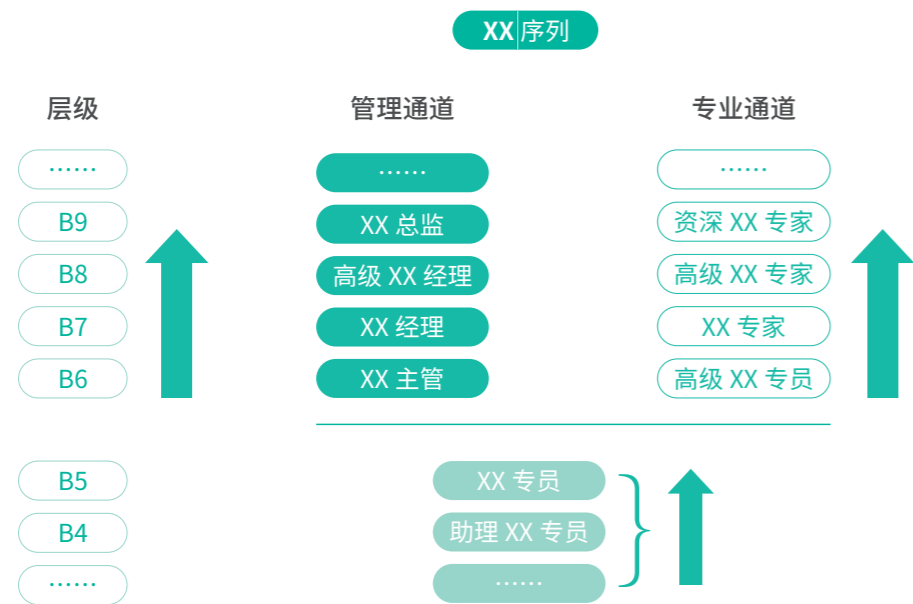 XX 序列
层级 管理通道 专业通道
…… …… ……
B9 XX 总监 资深 XX 专家
B8 高级 XX 经理 高级 XX 专家
B7 XX 经理 XX 专家
B6 XX 主管 高级 XX 专员
B5 XX 专员
B4 助理 XX 专员
…… ……